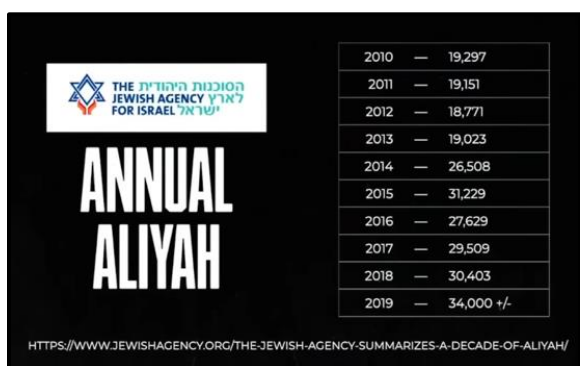 הסוכנות היהודית
THE
JEWISH AGENCY לארץ
FOR ISRAEL ישראל
ANNUAL
ALIYAH
2010 — 19,297
2011 — 19,151
2012 — 18,771
2013 — 19,023
2014 — 26,508
2015 — 31,229
2016 — 27,629
2017 — 29,509
2018 — 30,403
2019 — 34,000 +/-
HTTPS://WWW.JEWISHAGENCY.ORG/THE-JEWISH-AGENCY-SUMMARIZES-A-DECADE-OF-ALIYAH/